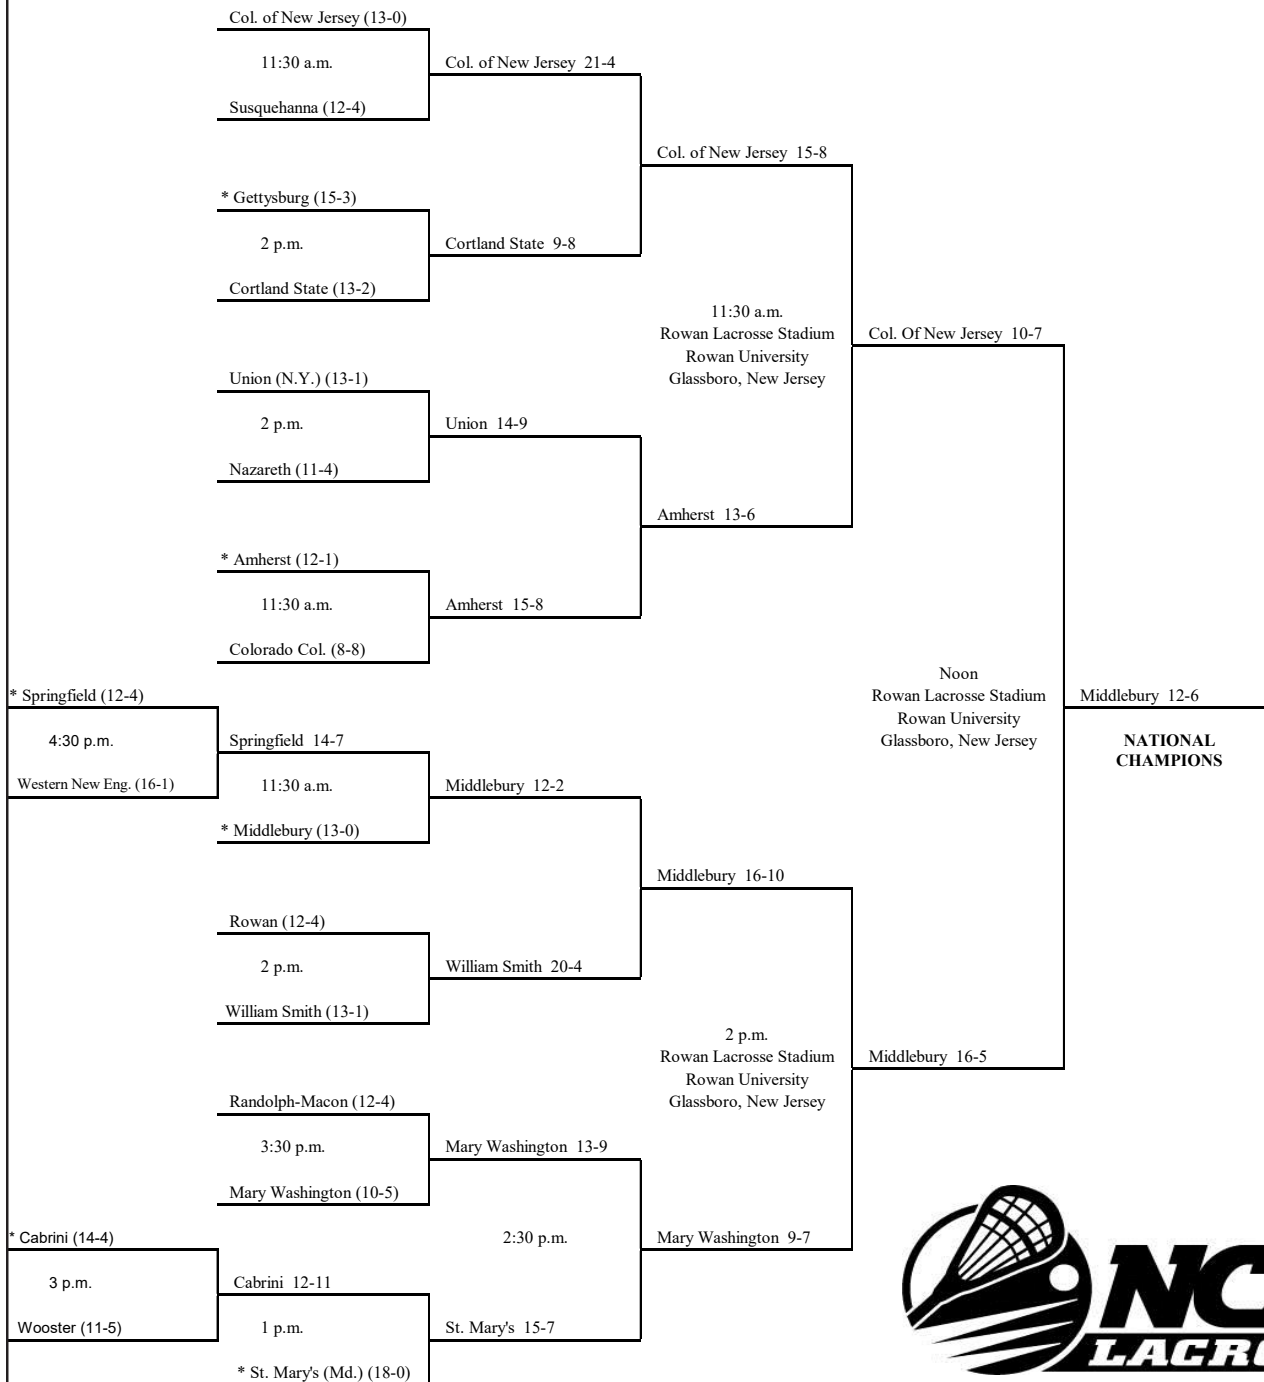 Col. of New Jersey (13-0)
11:30 a.m.
Col. of New Jersey 21-4
Susquehanna (12-4)
Col. of New Jersey 15-8
* Gettysburg (15-3)
2 p.m.
Cortland State 9-8
Cortland State (13-2)
11:30 a.m.
Rowan Lacrosse Stadium
Rowan University
Glassboro, New Jersey
Col. Of New Jersey 10-7
Union (N.Y.) (13-1)
2 p.m.
Union 14-9
Nazareth (11-4)
Amherst 13-6
* Amherst (12-1)
11:30 a.m.
Amherst 15-8
Colorado Col. (8-8)
Noon
Rowan Lacrosse Stadium
Rowan University
Glassboro, New Jersey
Middlebury 12-6
NATIONAL
CHAMPIONS
* Springfield (12-4)
4:30 p.m.
Springfield 14-7
Western New Eng. (16-1)
11:30 a.m.
Middlebury 12-2
* Middlebury (13-0)
Middlebury 16-10
Rowan (12-4)
2 p.m.
William Smith 20-4
William Smith (13-1)
2 p.m.
Rowan Lacrosse Stadium
Rowan University
Glassboro, New Jersey
Middlebury 16-5
Randolph-Macon (12-4)
3:30 p.m.
Mary Washington 13-9
Mary Washington (10-5)
2:30 p.m.
Mary Washington 9-7
* Cabrini (14-4)
3 p.m.
Cabrini 12-11
Wooster (11-5)
1 p.m.
St. Mary's 15-7
* St. Mary's (Md.) (18-0)
NC
LACRO